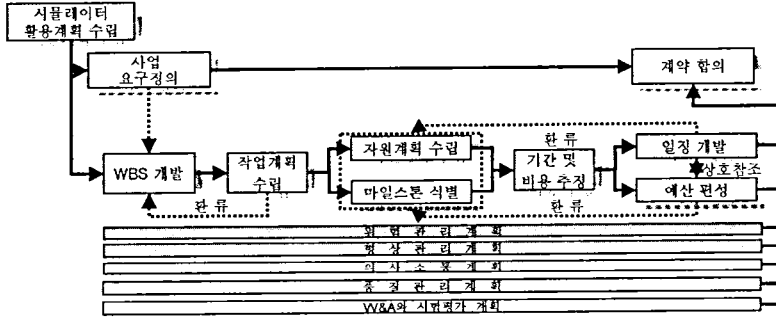 시뮬레이터
활용계획 수립
사업
요구정의
계약 합의
WBS 개발
작업계획
수립
자원계획 수립
마일스톤 식별
환류
기간 및
비용 추정
환류
일정 개발
상호참조
예산 편성
환류
위험관리계획
형상관리계획
의사소통계획
품질관리계획
VV&A와 시험평가 계획